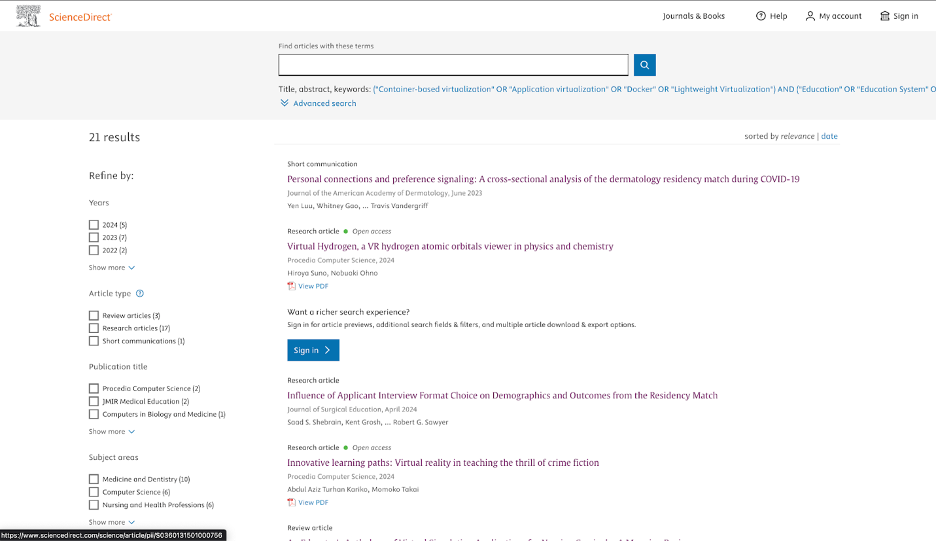 ScienceDirect
Journals & Books
Help
My account
Sign in
Find articles with these terms
Title, abstract, keywords: ("Container-based virtualization" OR "Application virtualization" OR "Docker" OR "Lightweight Virtualization") AND ("Education" OR "Education System" O
Advanced search
21 results
sorted by relevance | date
Refine by:
Years
2024 (5)
2023 (7)
2022 (2)
Show more
Article type
Review articles (3)
Research articles (17)
Short communications (1)
Publication title
Procedia Computer Science (2)
JMIR Medical Education (2)
Computers in Biology and Medicine (1)
Show more
Subject areas
Medicine and Dentistry (10)
Computer Science (6)
Nursing and Health Professions (6)
Show more
Short communication
Personal connections and preference signaling: A cross-sectional analysis of the dermatology residency match during COVID-19
Journal of the American Academy of Dermatology, June 2023
Yen Luu, Whitney Gao, ... Travis Vandergriff
Research article Open access
Virtual Hydrogen, a VR hydrogen atomic orbitals viewer in physics and chemistry
Procedia Computer Science, 2024
Hiroya Suno, Nobuaki Ohno
View PDF
Want a richer search experience?
Sign in for article previews, additional search fields & filters, and multiple article download & export options.
Sign in
Research article
Influence of Applicant Interview Format Choice on Demographics and Outcomes from the Residency Match
Journal of Surgical Education, April 2024
Saad S. Shebrain, Kent Grosh, ... Robert G. Sawyer
Research article Open access
Innovative learning paths: Virtual reality in teaching the thrill of crime fiction
Procedia Computer Science, 2024
Abdul Aziz Turhan Kariko, Momoko Takai
View PDF
Review article
https://www.sciencedirect.com/science/article/pii/S0360131501000756